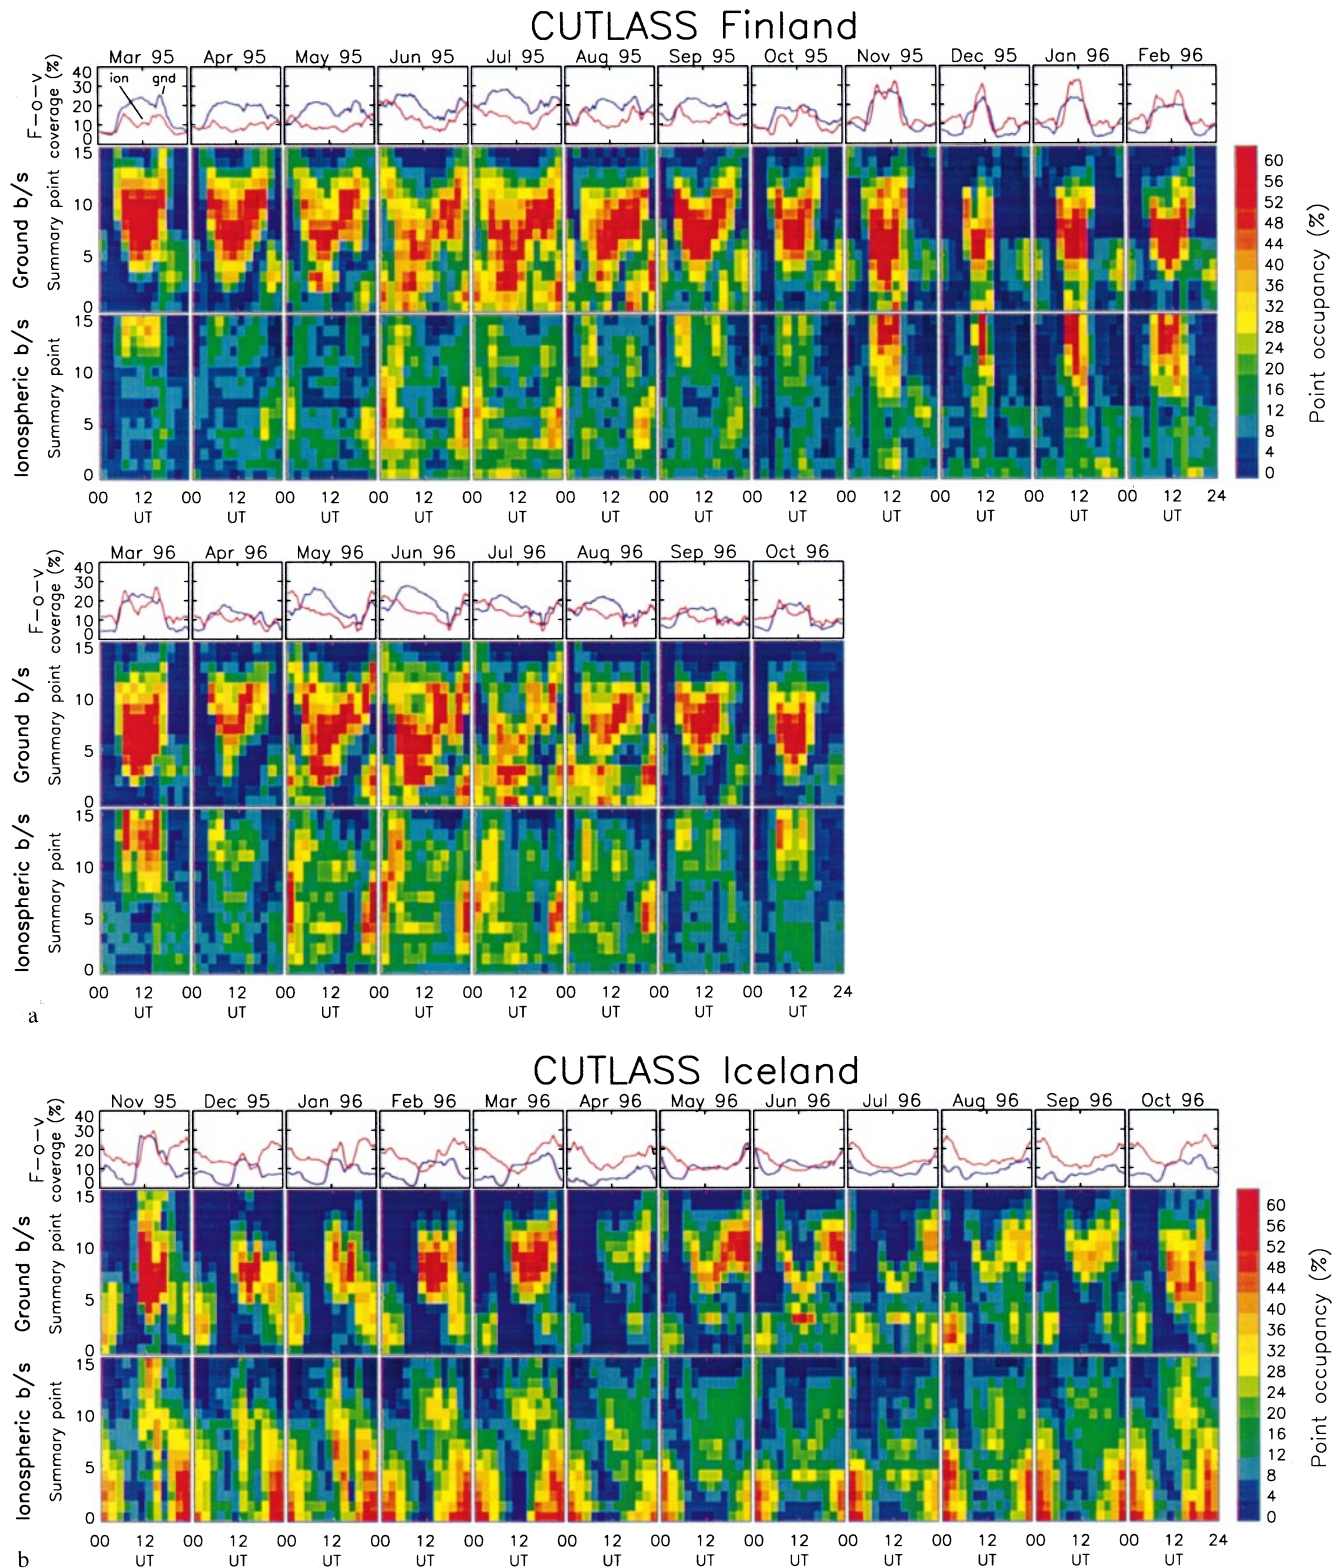 CUTLASS Finland
Mar 95 Apr 95 May 95 Jun 95 Jul 95 Aug 95 Sep 95 Oct 95 Nov 95 Dec 95 Jan 96 Feb 96
F-o-v coverage (%)
40
30
20
10
0
ion gnd
Ground b/s
Summary point
15
10
5
0
Ionospheric b/s
Summary point
15
10
5
0
00 12 00 12 00 12 00 12 00 12 00 12 00 12 00 12 00 12 00 12 00 12 00 12 24
UT UT UT UT UT UT UT UT UT UT UT UT
60
56
52
48
44
40
36
32
28
24
20
16
12
8
4
0
Point occupancy (%)
Mar 96 Apr 96 May 96 Jun 96 Jul 96 Aug 96 Sep 96 Oct 96
F-o-v coverage (%)
40
30
20
10
0
Ground b/s
Summary point
15
10
5
0
Ionospheric b/s
Summary point
15
10
5
0
00 12 00 12 00 12 00 12 00 12 00 12 00 12 00 12 24
UT UT UT UT UT UT UT UT
a
CUTLASS Iceland
Nov 95 Dec 95 Jan 96 Feb 96 Mar 96 Apr 96 May 96 Jun 96 Jul 96 Aug 96 Sep 96 Oct 96
F-o-v coverage (%)
40
30
20
10
0
Ground b/s
Summary point
15
10
5
0
Ionospheric b/s
Summary point
15
10
5
0
00 12 00 12 00 12 00 12 00 12 00 12 00 12 00 12 00 12 00 12 00 12 00 12 24
UT UT UT UT UT UT UT UT UT UT UT UT
60
56
52
48
44
40
36
32
28
24
20
16
12
8
4
0
Point occupancy (%)
b